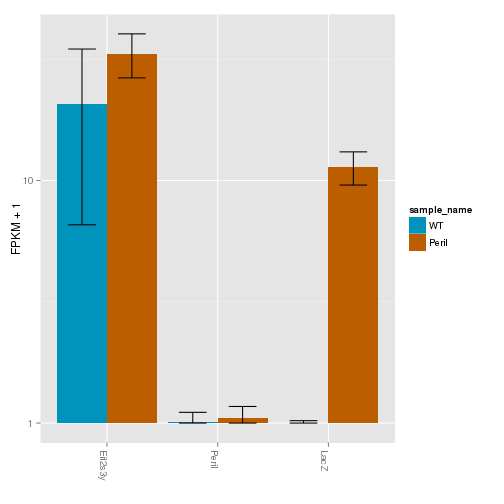 FPKM + 1
10
1
Eif2s3y
Peril
LacZ
sample_name
WT
Peril